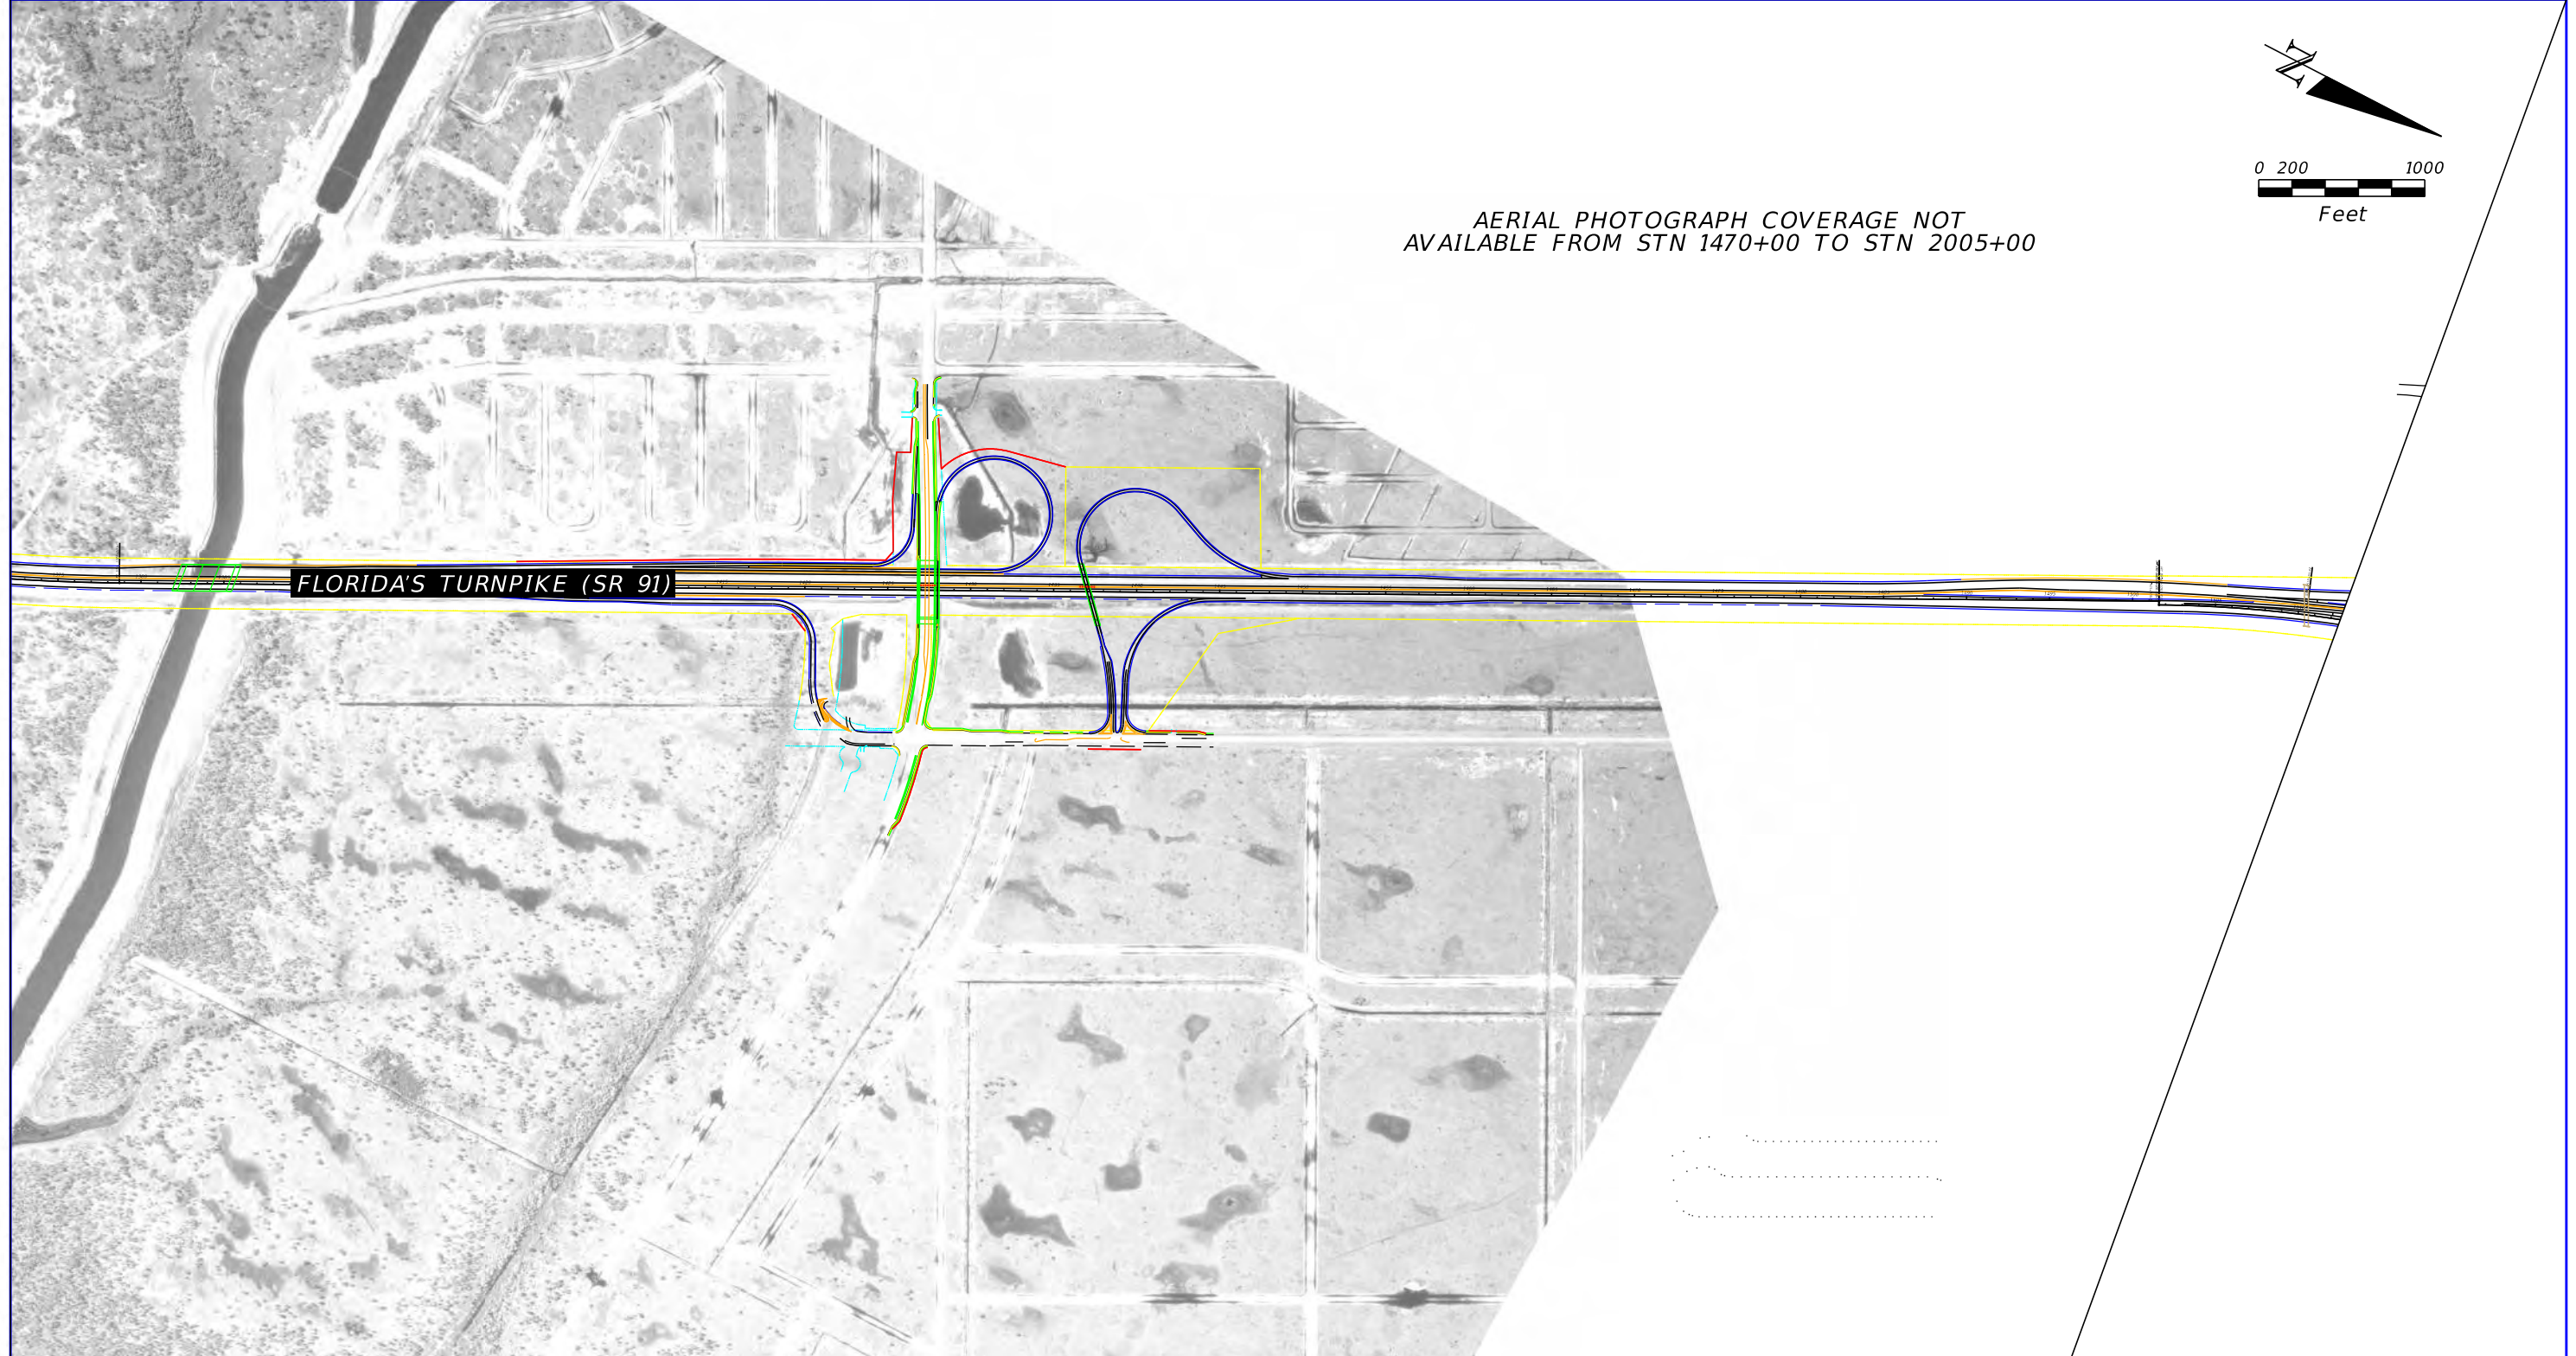 N
0 200 1000
Feet
AERIAL PHOTOGRAPH COVERAGE NOT
AVAILABLE FROM STN 1470+00 TO STN 2005+00
FLORIDA'S TURNPIKE (SR 91)